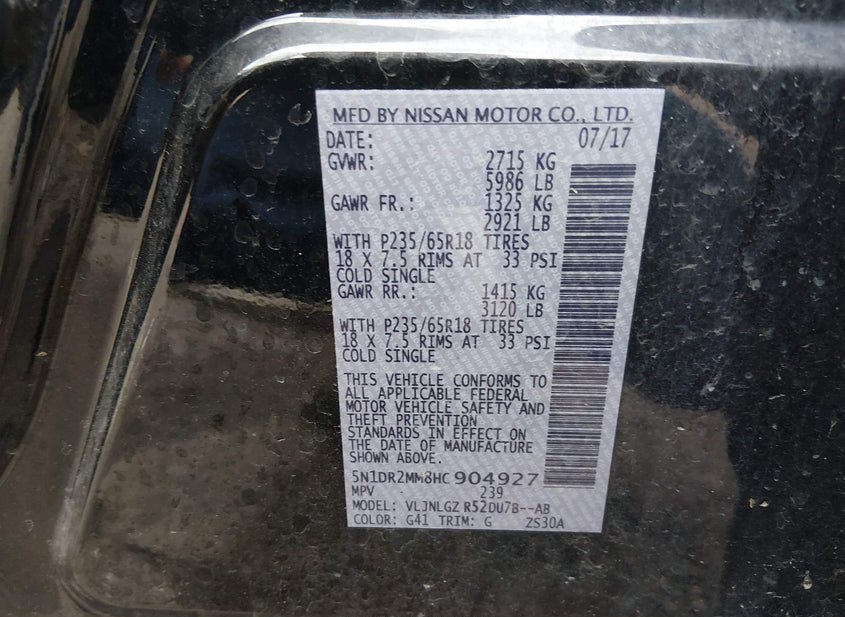 MFD BY NISSAN MOTOR CO., LTD.
DATE: 07/17
GVWR: 2715 KG
5986 LB
GAWR FR.: 1325 KG
2921 LB
WITH P235/65R18 TIRES
18 X 7.5 RIMS AT 33 PSI
COLD SINGLE
GAWR RR.: 1415 KG
3120 LB
WITH P235/65R18 TIRES
18 X 7.5 RIMS AT 33 PSI
COLD SINGLE
THIS VEHICLE CONFORMS TO
ALL APPLICABLE FEDERAL
MOTOR VEHICLE SAFETY AND
THEFT PREVENTION
STANDARDS IN EFFECT ON
THE DATE OF MANUFACTURE
SHOWN ABOVE.
5N1DR2MM8HC904927
MPV 239
MODEL: VLJNLGZ R52DU7B--AB
COLOR: G41 TRIM: G ZS30A